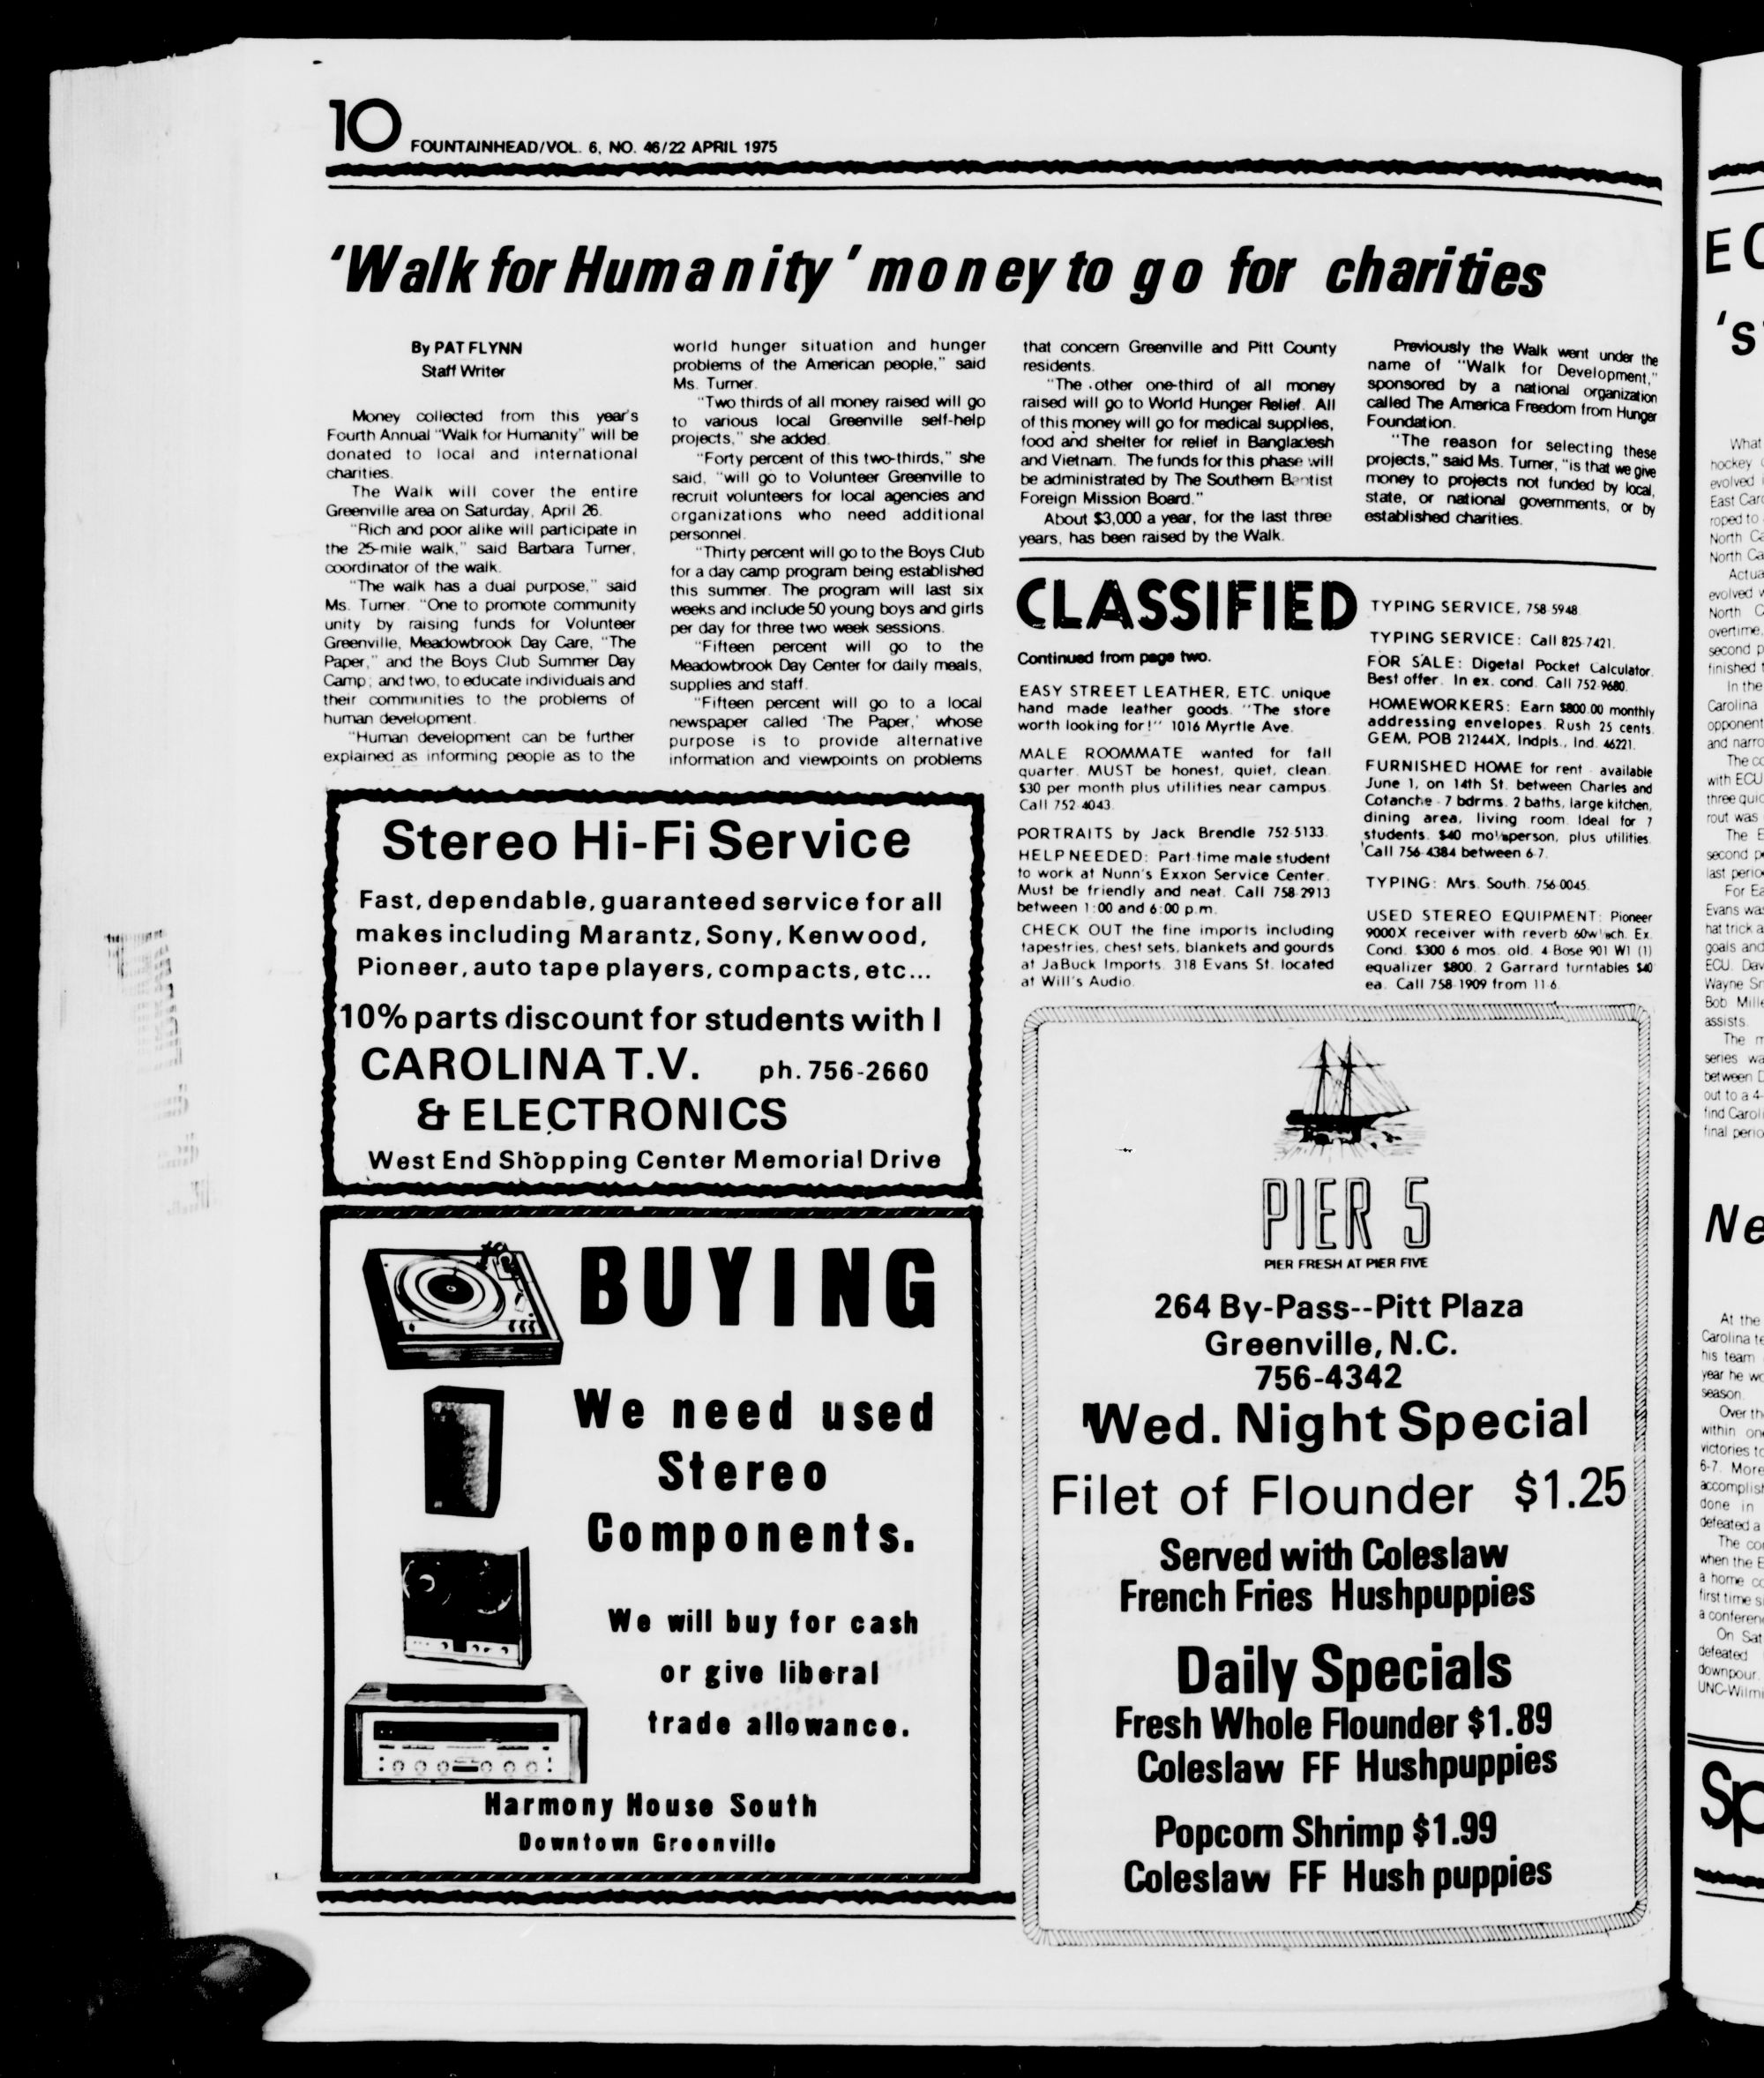 10
FOUNTAINHEAD/VOL. 6, NO. 46/22 APRIL 1975
'Walk for Humanity' money to go for charities
By PAT FLYNN
Staff Writer
Money collected from this year's
Fourth Annual "Walk for Humanity" will be
donated to local and international
charities.
The Walk will cover the entire
Greenville area on Saturday, April 26.
"Rich and poor alike will participate in
the 25-mile walk," said Barbara Turner,
coordinator of the walk.
"The walk has a dual purpose," said
Ms. Turner. "One to promote community
unity by raising funds for Volunteer
Greenville, Meadowbrook Day Care, "The
Paper," and the Boys Club Summer Day
Camp; and two, to educate individuals and
their communities to the problems of
human development.
"Human development can be further
explained as informing people as to the
world hunger situation and hunger
problems of the American people," said
Ms. Turner.
"Two thirds of all money raised will go
to various local Greenville self-help
projects," she added.
"Forty percent of this two-thirds," she
said, "will go to Volunteer Greenville to
recruit volunteers for local agencies and
organizations who need additional
personnel.
"Thirty percent will go to the Boys Club
for a day camp program being established
this summer. The program will last six
weeks and include 50 young boys and girls
per day for three two week sessions.
"Fifteen percent will go to the
Meadowbrook Day Center for daily meals,
supplies and staff.
"Fifteen percent will go to a local
newspaper called 'The Paper,' whose
purpose is to provide alternative
information and viewpoints on problems
that concern Greenville and Pitt County
residents.
"The other one-third of all money
raised will go to World Hunger Relief. All
of this money will go for medical supplies,
food and shelter for relief in Bangladesh
and Vietnam. The funds for this phase will
be administrated by The Southern Baptist
Foreign Mission Board."
About $3,000 a year, for the last three
years, has been raised by the Walk.
Previously the Walk went under the
name of "Walk for Development,"
sponsored by a national organization
called The America Freedom from Hunger
Foundation.
"The reason for selecting these
projects," said Ms. Turner, "is that we give
money to projects not funded by local,
state, or national governments, or by
established charities.
CLASSIFIED
Continued from page two.
EASY STREET LEATHER, ETC. unique
hand made leather goods. "The store
worth looking for!" 1016 Myrtle Ave.
MALE ROOMMATE wanted for fall
quarter. MUST be honest, quiet, clean.
$30 per month plus utilities near campus.
Call 752-4043.
PORTRAITS by Jack Brendle 752-5133.
HELP NEEDED: Part-time male student
to work at Nunn's Exxon Service Center.
Must be friendly and neat. Call 758-2913
between 1:00 and 6:00 p.m.
CHECK OUT the fine imports including
tapestries, chest sets, blankets and gourds
at JaBuck Imports. 318 Evans St. located
at Will's Audio.
TYPING SERVICE, 758-5948
TYPING SERVICE: Call 825-7421.
FOR SALE: Digetal Pocket Calculator.
Best offer. In ex. cond. Call 752-9680.
HOMEWORKERS: Earn $800.00 monthly
addressing envelopes. Rush 25 cents.
GEM, POB 21244X, Indpls., Ind. 46221.
FURNISHED HOME for rent - available
June 1, on 14th St. between Charles and
Cotanche - 7 bdrms. 2 baths, large kitchen,
dining area, living room. Ideal for 7
students. $40 mo/person, plus utilities.
Call 756-4384 between 6-7.
TYPING: Mrs. South. 756-0045.
USED STEREO EQUIPMENT: Pioneer
9000X receiver with reverb 60w/ach. Ex.
Cond. $300 6 mos. old. 4-Bose 901 W1 (1)
equalizer $800. 2 Garrard turntables $40
ea. Call 758-1909 from 11-6.
Stereo Hi-Fi Service
Fast, dependable, guaranteed service for all
makes including Marantz, Sony, Kenwood,
Pioneer, auto tape players, compacts, etc...
10% parts discount for students with I
CAROLINA T.V. ph. 756-2660
& ELECTRONICS
West End Shopping Center Memorial Drive
BUYING
We need used
Stereo
Components.
We will buy for cash
or give liberal
trade allowance.
Harmony House South
Downtown Greenville
PIER 5
PIER FRESH AT PIER FIVE
264 By-Pass--Pitt Plaza
Greenville, N.C.
756-4342
Wed. Night Special
Filet of Flounder $1.25
Served with Coleslaw
French Fries Hushpuppies
Daily Specials
Fresh Whole Flounder $1.89
Coleslaw FF Hushpuppies
Popcorn Shrimp $1.99
Coleslaw FF Hush puppies